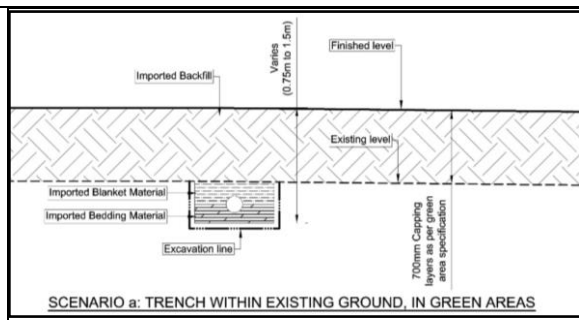 Varies
(0.75m to 1.5m)
Finished level
Imported Backfill
Existing level
Imported Blanket Material
Imported Bedding Material
Excavation line
700mm Capping
layers as per green
area specification
SCENARIO a: TRENCH WITHIN EXISTING GROUND, IN GREEN AREAS